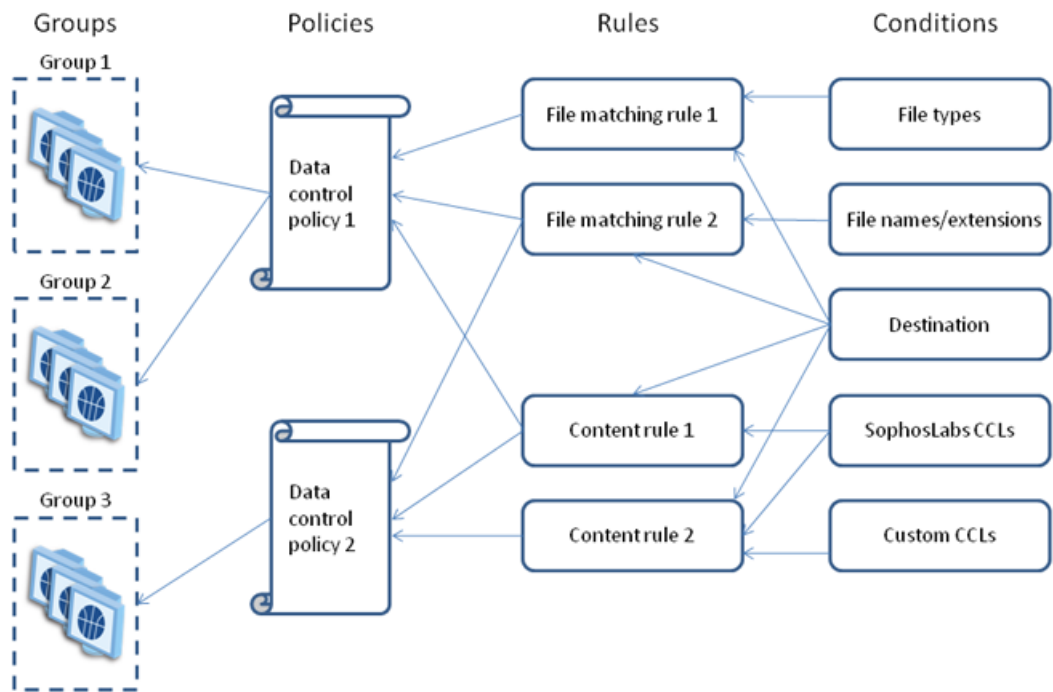 Groups
Policies
Rules
Conditions
Group 1
Group 2
Group 3
Data
control
policy 1
Data
control
policy 2
File matching rule 1
File matching rule 2
Content rule 1
Content rule 2
File types
File names/extensions
Destination
SophosLabs CCLs
Custom CCLs